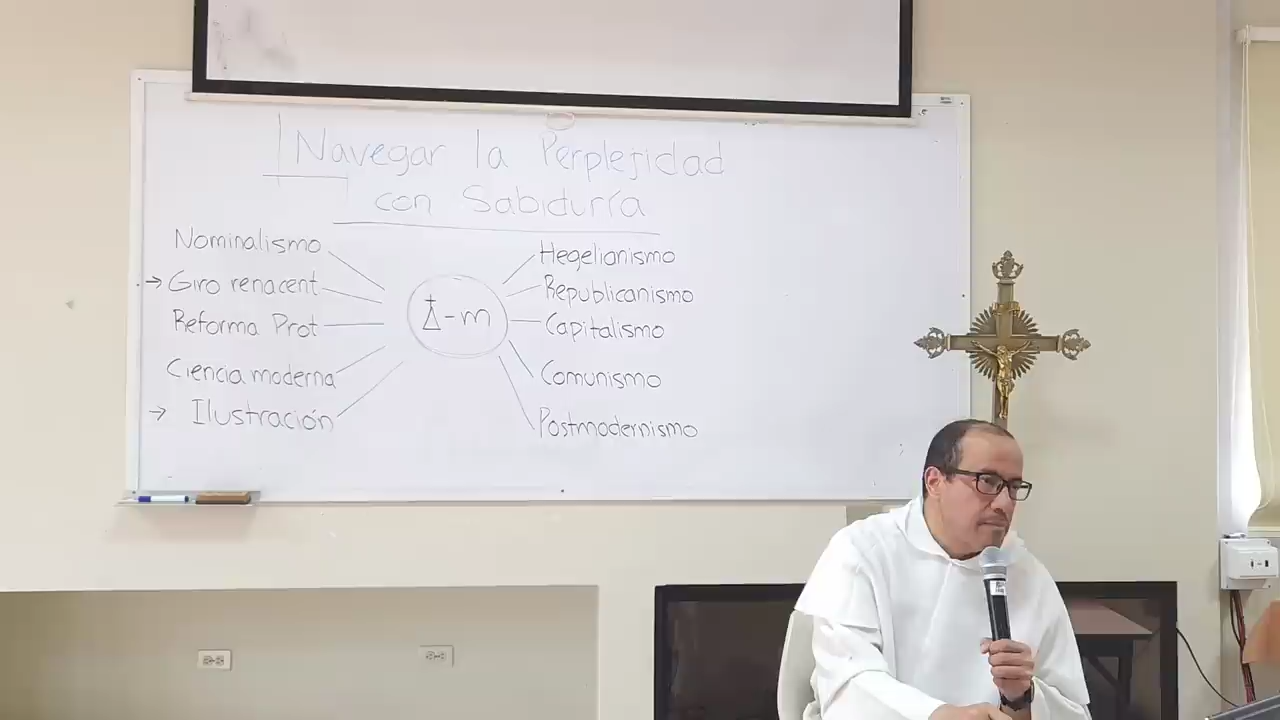 Navegar la Perplejidad
con Sabiduría
Nominalismo
→ Giro renacent
Reforma Prot
Ciencia moderna
→ Ilustración
Δ-m
Hegelianismo
Republicanismo
Capitalismo
Comunismo
Postmodernismo